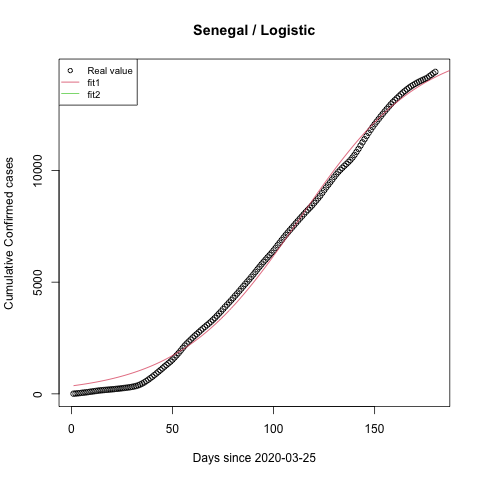 Senegal / Logistic
Real value
fit1
fit2
Cumulative Confirmed cases
10000
5000
0
0 50 100 150
Days since 2020-03-25